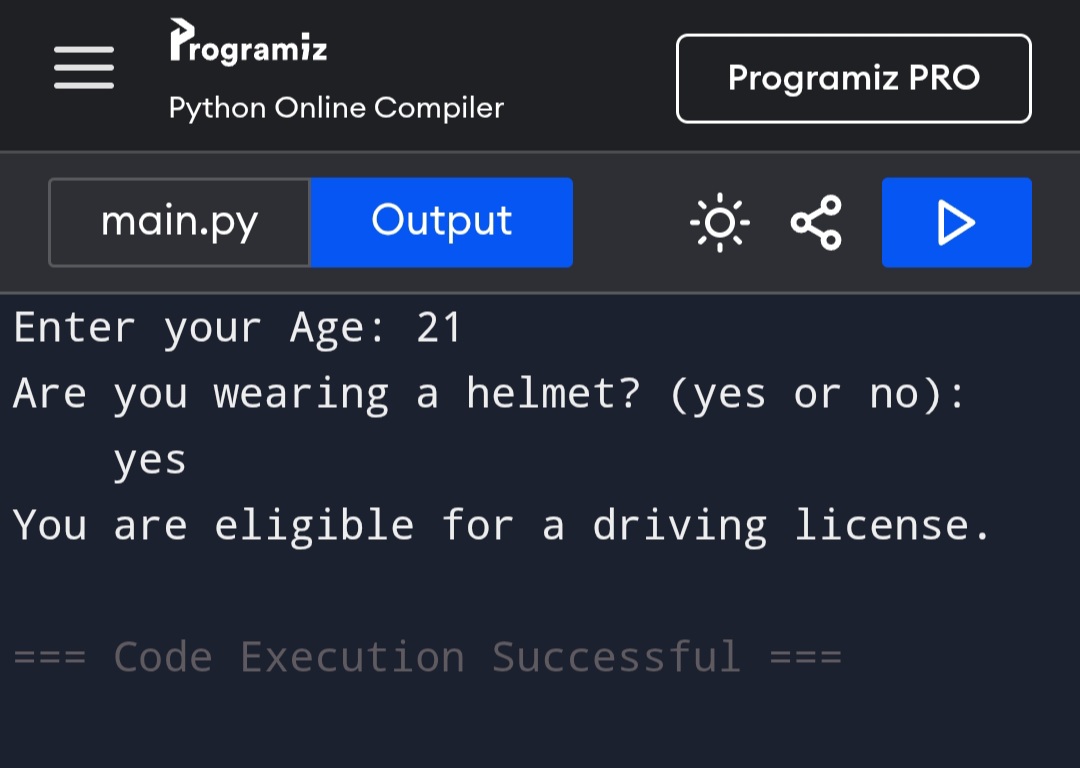 Programiz
Python Online Compiler
Programiz PRO
main.py
Output
Enter your Age: 21
Are you wearing a helmet? (yes or no):
yes
You are eligible for a driving license.
=== Code Execution Successful ===